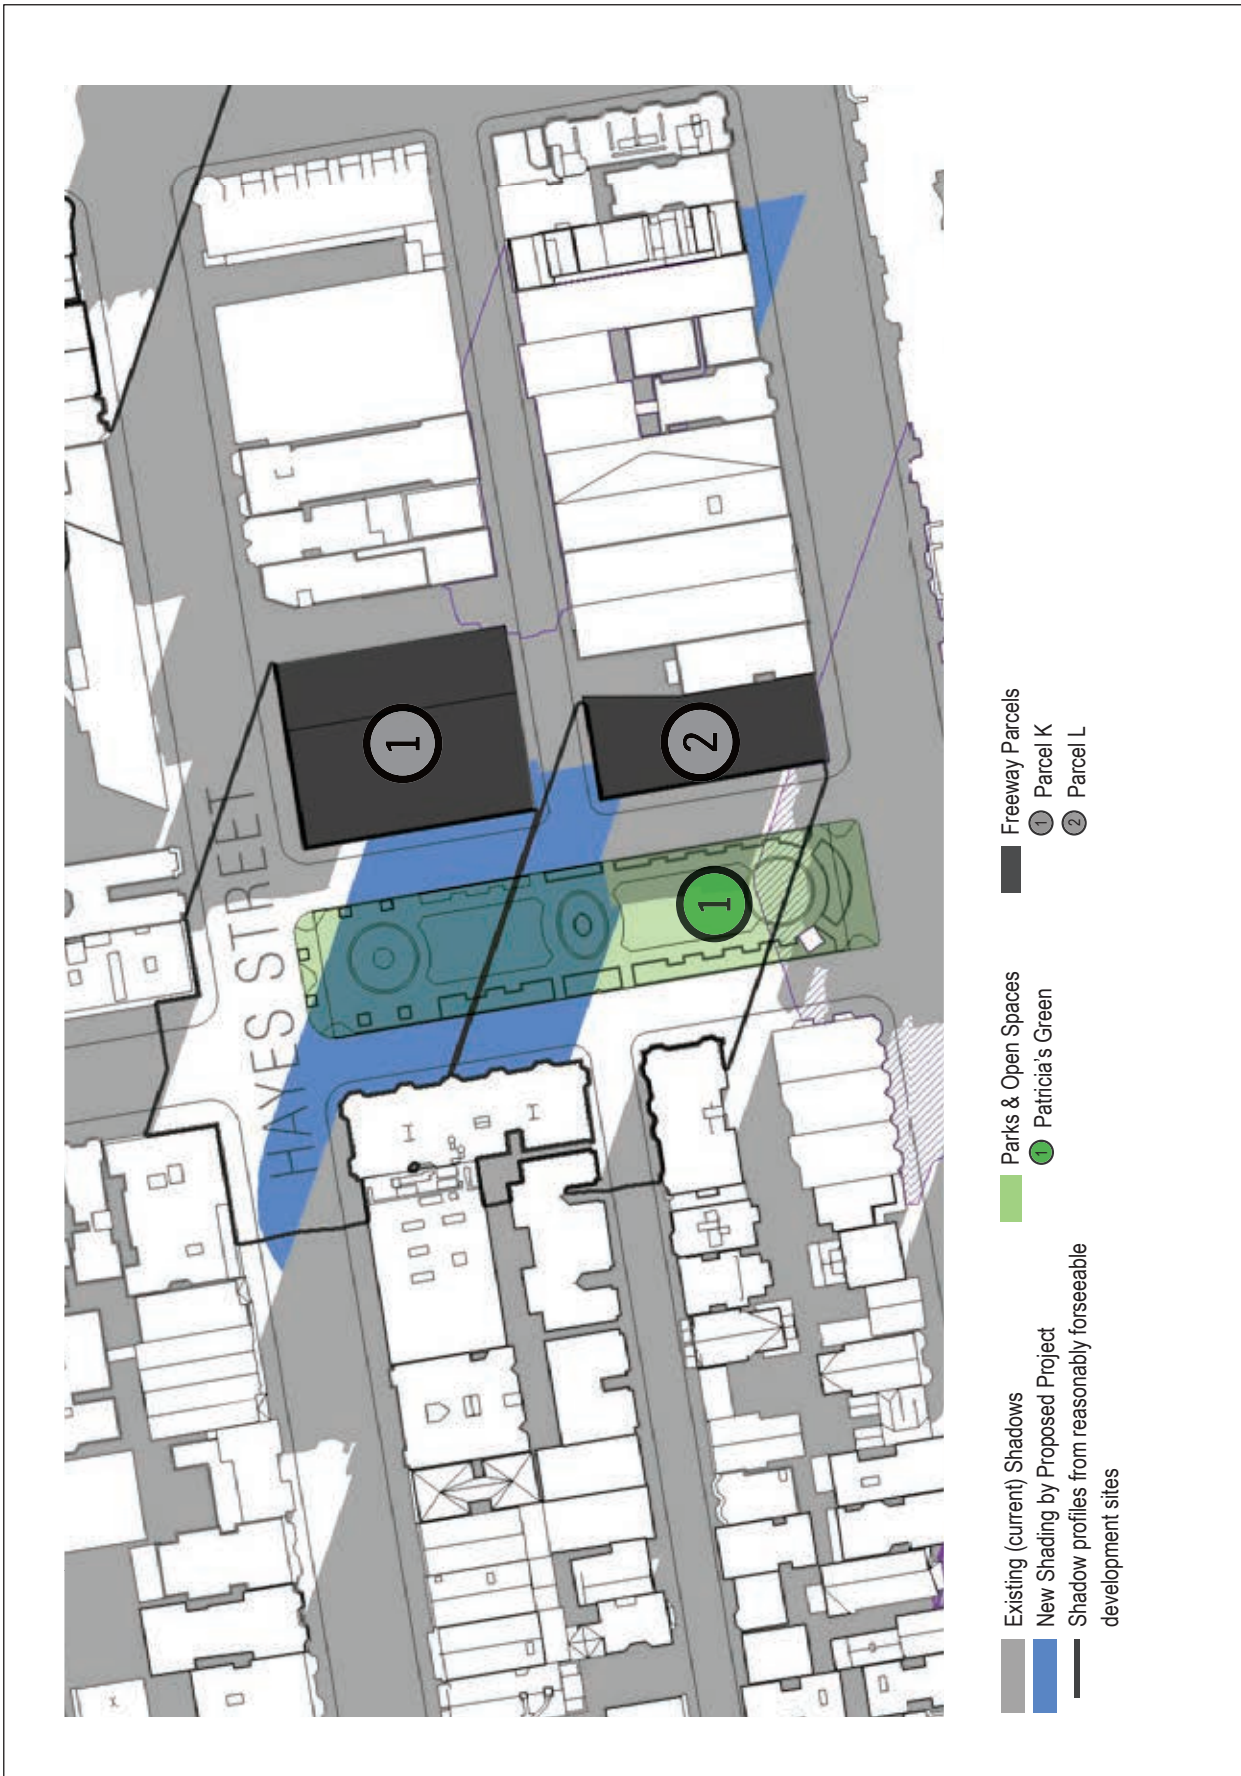 HAYES STREET
1
2
1
Existing (current) Shadows
New Shading by Proposed Project
Shadow profiles from reasonably forseeable
development sites
Parks & Open Spaces
1 Patricia's Green
Freeway Parcels
1 Parcel K
2 Parcel L